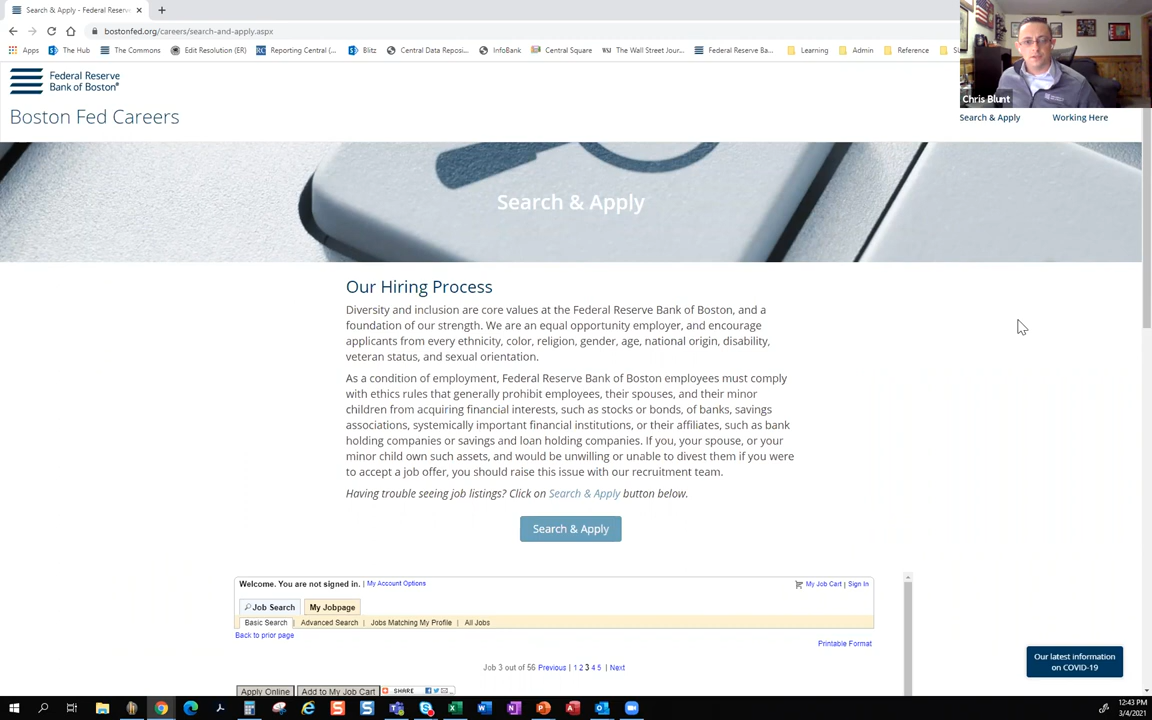 Search & Apply - Federal Reserv
bostonfed.org/careers/search-and-apply.aspx
Apps The Hub The Commons Edit Resolution (ER) Reporting Central (... Blitz Central Data Reposi... InfoBank Central Square The Wall Street Jour... Federal Reserve Ba... Learning Admin Reference
Chris Blunt
Federal Reserve
Bank of Boston®
Boston Fed Careers
Search & Apply Working Here
Search & Apply
Our Hiring Process
Diversity and inclusion are core values at the Federal Reserve Bank of Boston, and a
foundation of our strength. We are an equal opportunity employer, and encourage
applicants from every ethnicity, color, religion, gender, age, national origin, disability,
veteran status, and sexual orientation.
As a condition of employment, Federal Reserve Bank of Boston employees must comply
with ethics rules that generally prohibit employees, their spouses, and their minor
children from acquiring financial interests, such as stocks or bonds, of banks, savings
associations, systemically important financial institutions, or their affiliates, such as bank
holding companies or savings and loan holding companies. If you, your spouse, or your
minor child own such assets, and would be unwilling or unable to divest them if you were
to accept a job offer, you should raise this issue with our recruitment team.
Having trouble seeing job listings? Click on Search & Apply button below.
Search & Apply
Welcome. You are not signed in. | My Account Options My Job Cart | Sign In
Job Search My Jobpage
Basic Search | Advanced Search | Jobs Matching My Profile | All Jobs
Back to prior page
Printable Format
Job 3 out of 56 Previous | 1 2 3 4 5 | Next
Apply Online Add to My Job Cart SHARE
Our latest information
on COVID-19
12:43 PM
3/4/2021